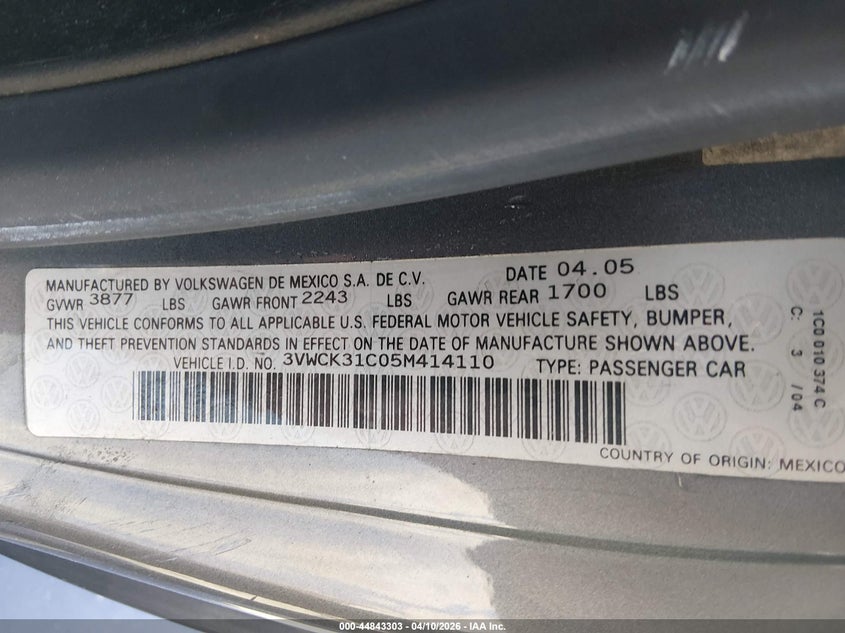 MANUFACTURED BY VOLKSWAGEN DE MEXICO S.A. DE C.V. DATE 04.05
GVWR 3877 LBS GAWR FRONT 2243 LBS GAWR REAR 1700 LBS
THIS VEHICLE CONFORMS TO ALL APPLICABLE U.S. FEDERAL MOTOR VEHICLE SAFETY, BUMPER,
AND THEFT PREVENTION STANDARDS IN EFFECT ON THE DATE OF MANUFACTURE SHOWN ABOVE.
VEHICLE I.D. NO. 3VWCK31C05M414110 TYPE: PASSENGER CAR
COUNTRY OF ORIGIN: MEXICO
1C0 010 374 C
C. 3 /04
000-44843303 - 04/10/2026 - IAA Inc.